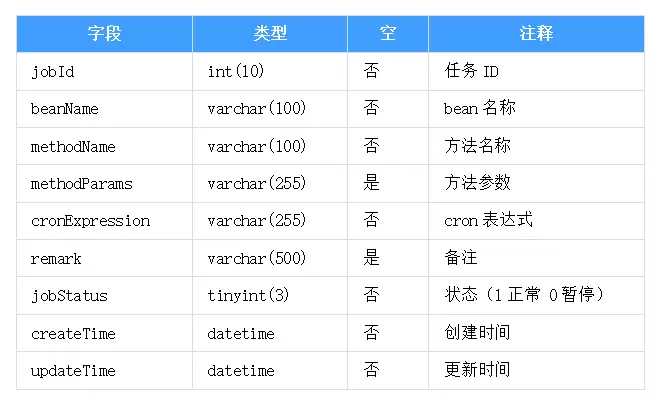 字段 类型 空 注释
jobId int(10) 否 任务 ID
beanName varchar(100) 否 bean 名称
methodName varchar(100) 否 方法名称
methodParams varchar(255) 是 方法参数
cronExpression varchar(255) 否 cron 表达式
remark varchar(500) 是 备注
jobStatus tinyint(3) 否 状态（1 正常 0 暂停）
createTime datetime 否 创建时间
updateTime datetime 否 更新时间